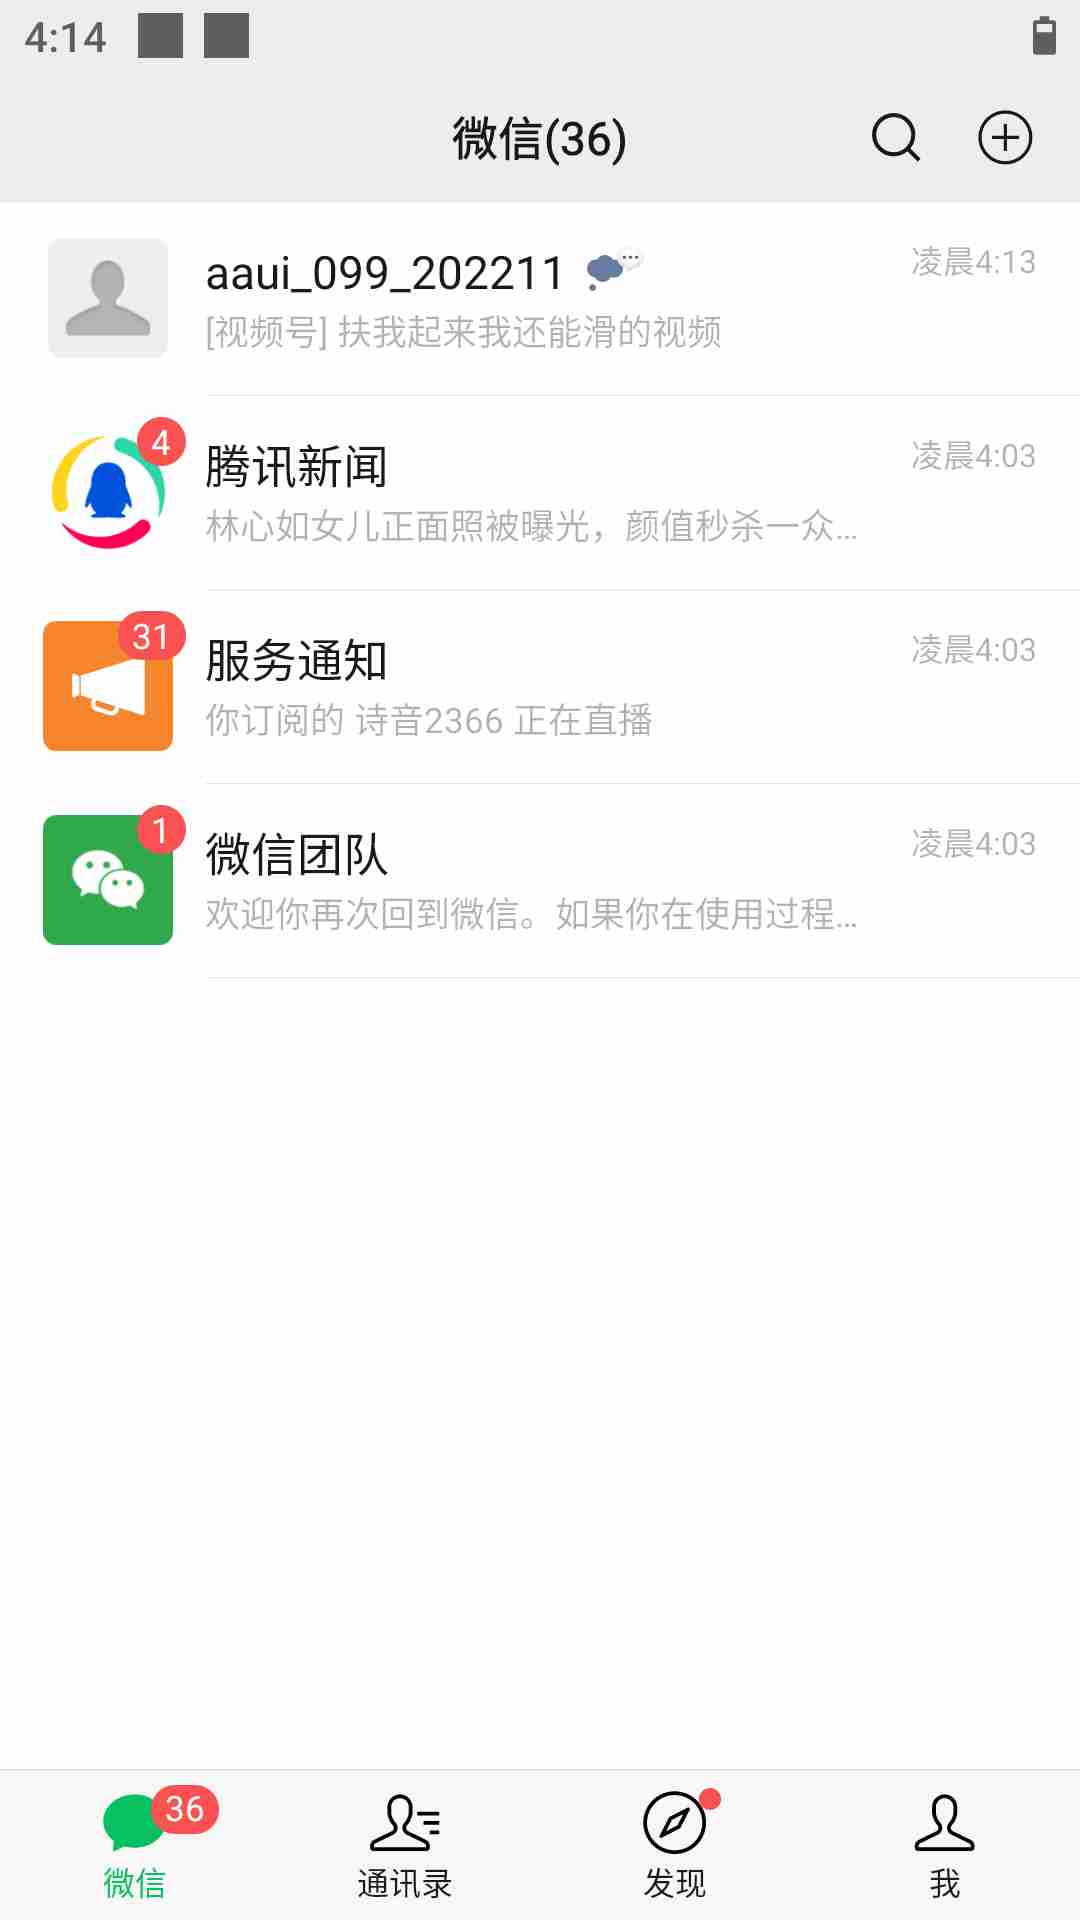 4:14
微信(36)
aaui_099_202211
凌晨4:13
[视频号] 扶我起来我还能滑的视频
4
腾讯新闻
凌晨4:03
林心如女儿正面照被曝光，颜值秒杀一众...
31
服务通知
凌晨4:03
你订阅的 诗音2366 正在直播
1
微信团队
凌晨4:03
欢迎你再次回到微信。如果你在使用过程...
36
微信
通讯录
发现
我